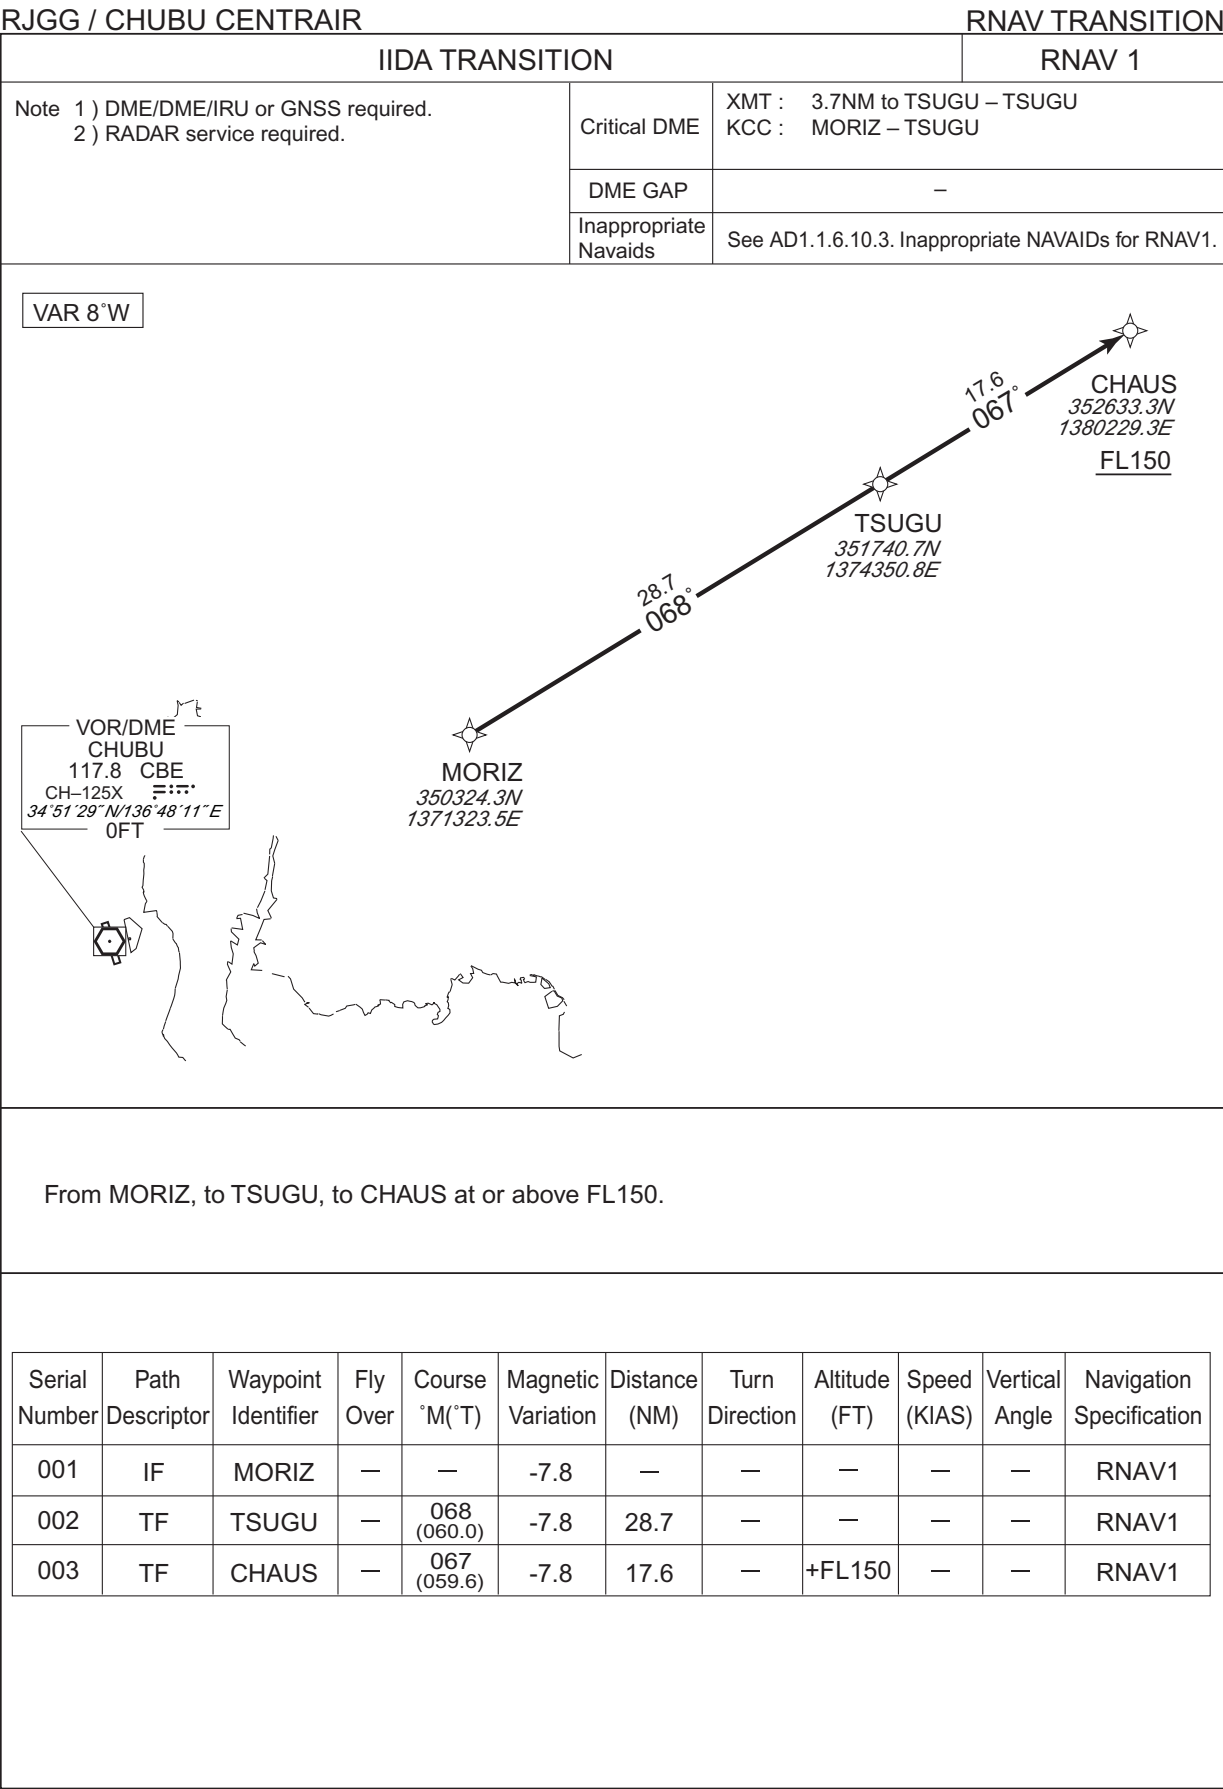 RJGG / CHUBU CENTRAIR
RNAV TRANSITION
IIDA TRANSITION
RNAV 1
Note 1 ) DME/DME/IRU or GNSS required.
2 ) RADAR service required.
Critical DME
XMT : 3.7NM to TSUGU – TSUGU
KCC : MORIZ – TSUGU
DME GAP
–
Inappropriate
Navaids
See AD1.1.6.10.3. Inappropriate NAVAIDs for RNAV1.
VAR 8˚W
17.6
067˚
CHAUS
352633.3N
1380229.3E
FL150
TSUGU
351740.7N
1374350.8E
28.7
068˚
MORIZ
350324.3N
1371323.5E
VOR/DME
CHUBU
117.8 CBE
CH–125X
34˚51´29˝N/136˚48´11˝E
0FT
From MORIZ, to TSUGU, to CHAUS at or above FL150.
Serial Path Waypoint Fly Course Magnetic Distance Turn Altitude Speed Vertical Navigation
Number Descriptor Identifier Over ˚M(˚T) Variation (NM) Direction (FT) (KIAS) Angle Specification
001 IF MORIZ – – -7.8 – – – – – RNAV1
002 TF TSUGU – 068 (060.0) -7.8 28.7 – – – – RNAV1
003 TF CHAUS – 067 (059.6) -7.8 17.6 – +FL150 – – RNAV1